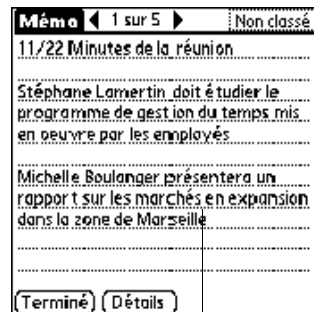 Mémo 1 sur 5 Non classé
11/22 Minutes de la réunion
Stéphane Lamertin doit étudier le
programme de gestion du temps mis
en oeuvre par les employés
Michelle Boulanger présentera un
rapport sur les marchés en expansion
dans la zone de Marseille
Terminé Détails